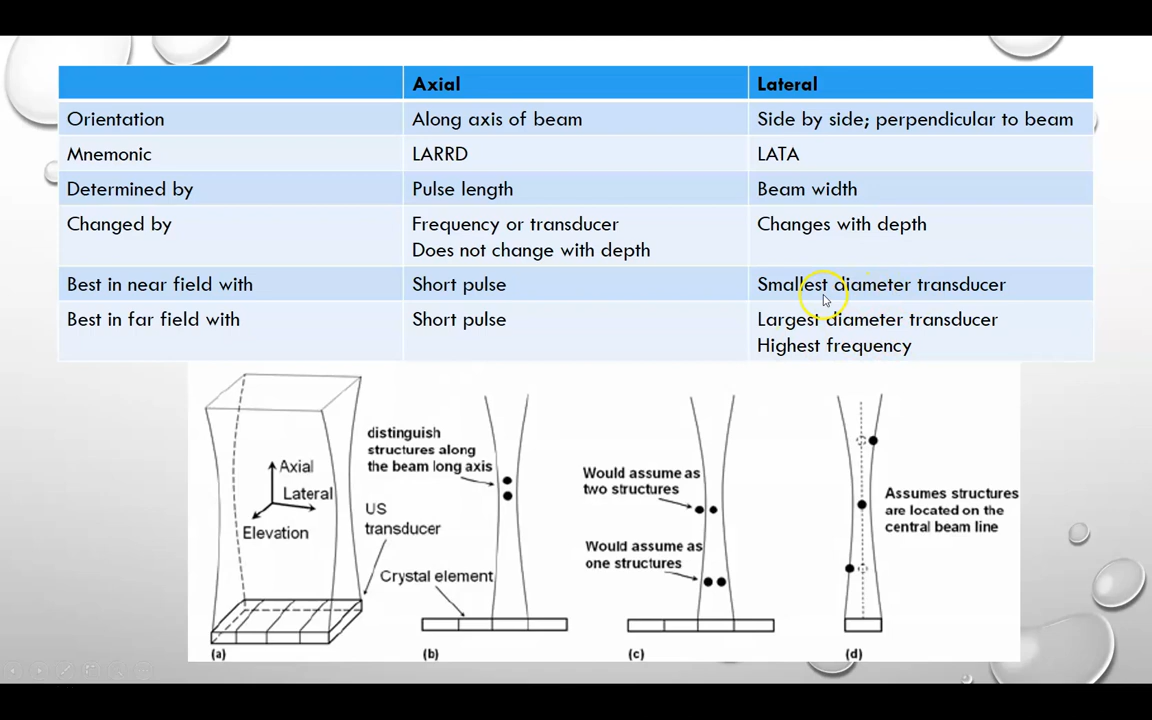 Axial Lateral
Orientation Along axis of beam Side by side; perpendicular to beam
Mnemonic LARRD LATA
Determined by Pulse length Beam width
Changed by Frequency or transducer Changes with depth
Does not change with depth
Best in near field with Short pulse Smallest diameter transducer
Best in far field with Short pulse Largest diameter transducer
Highest frequency
Axial
Lateral
Elevation
US
transducer
Crystal element
(a)
distinguish
structures along
the beam long axis
(b)
Would assume as
two structures
Would assume as
one structures
(c)
Assumes structures
are located on the
central beam line
(d)